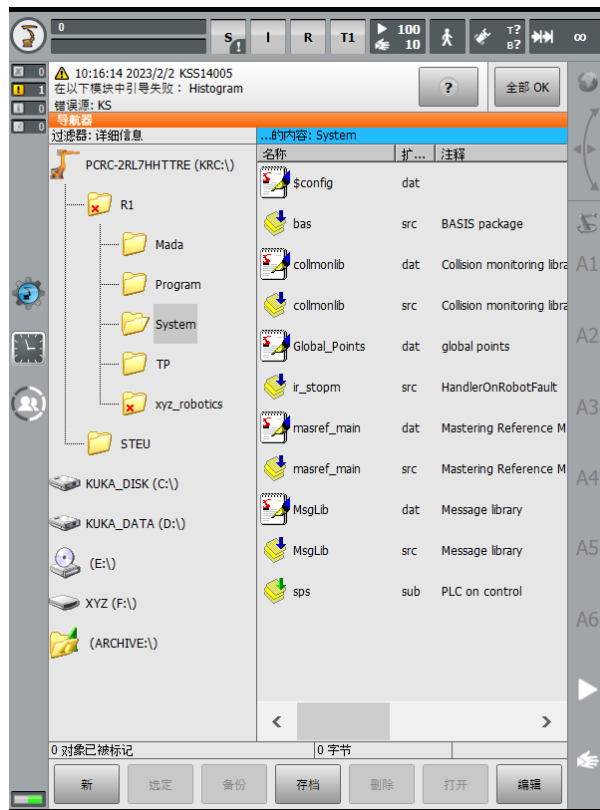 0
S I R T1 100 10 T? B? ∞
0
1
0
0
10:16:14 2023/2/2 KSS14005
在以下模块中引导失败： Histogram
错误源: KS
? 全部 OK
导航器
过滤器: 详细信息
...的内容: System
名称 扩... 注释
PCRC-2RL7HHTTRE (KRC:\)
R1
Mada
Program
System
TP
xyz_robotics
STEU
KUKA_DISK (C:\)
KUKA_DATA (D:\)
(E:\)
XYZ (F:\)
(ARCHIVE:\)
$config dat
bas src BASIS package
collmonlib dat Collision monitoring libra
collmonlib src Collision monitoring libra
Global_Points dat global points
ir_stopm src HandlerOnRobotFault
masref_main dat Mastering Reference M
masref_main src Mastering Reference M
MsgLib dat Message library
MsgLib src Message library
sps sub PLC on control
A1
A2
A3
A4
A5
A6
0 对象已被标记 0 字节
新 选定 备份 存档 删除 打开 编辑